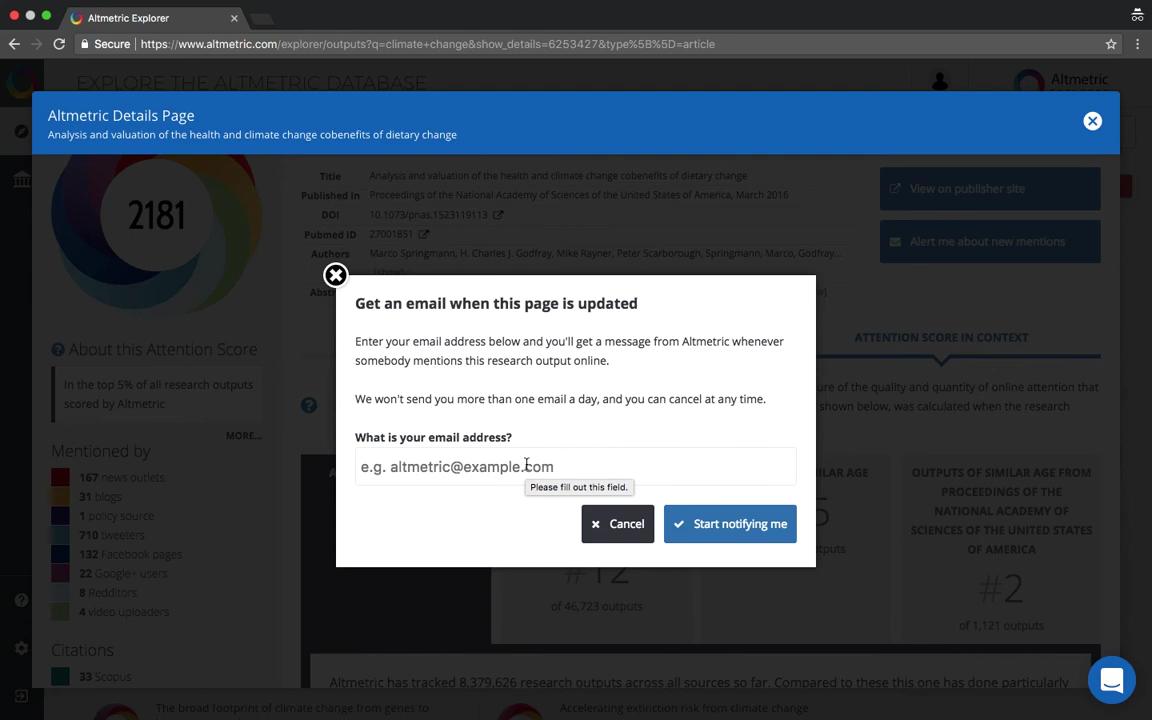 Altmetric Explorer
Secure
https://www.altmetric.com/explorer/outputs?q=climate+change&show_details=6253427&type%5B%5D=article
EXPLORE THE ALTMETRIC DATABASE
Altmetric
Altmetric Details Page
Analysis and valuation of the health and climate change cobenefits of dietary change
2181
Title Analysis and valuation of the health and climate change cobenefits of dietary change
Published in Proceedings of the National Academy of Sciences of the United States of America, March 2016
DOI 10.1073/pnas.1523119113
Pubmed ID 27001851
Authors Marco Springmann, H. Charles J. Godfray, Mike Rayner, Peter Scarborough, Springmann, Marco, Godfray...
View on publisher site
Alert me about new mentions
Get an email when this page is updated
Enter your email address below and you'll get a message from Altmetric whenever
somebody mentions this research output online.
We won't send you more than one email a day, and you can cancel at any time.
What is your email address?
e.g. altmetric@example.com
Please fill out this field.
Cancel
Start notifying me
About this Attention Score
In the top 5% of all research outputs
scored by Altmetric
MORE...
Mentioned by
167 news outlets
31 blogs
1 policy source
710 tweeters
132 Facebook pages
22 Google+ users
8 Redditors
4 video uploaders
Citations
33 Scopus
ATTENTION SCORE IN CONTEXT
ure of the quality and quantity of online attention that
shown below, was calculated when the research
AR AGE
OUTPUTS OF SIMILAR AGE FROM
PROCEEDINGS OF THE
NATIONAL ACADEMY OF
SCIENCES OF THE UNITED STATES
OF AMERICA
#12
of 46,723 outputs
#2
of 1,121 outputs
Altmetric has tracked 8,379,626 research outputs across all sources so far. Compared to these this one has done particularly
The broad footprint of climate change from genes to
Accelerating extinction risk from climate change